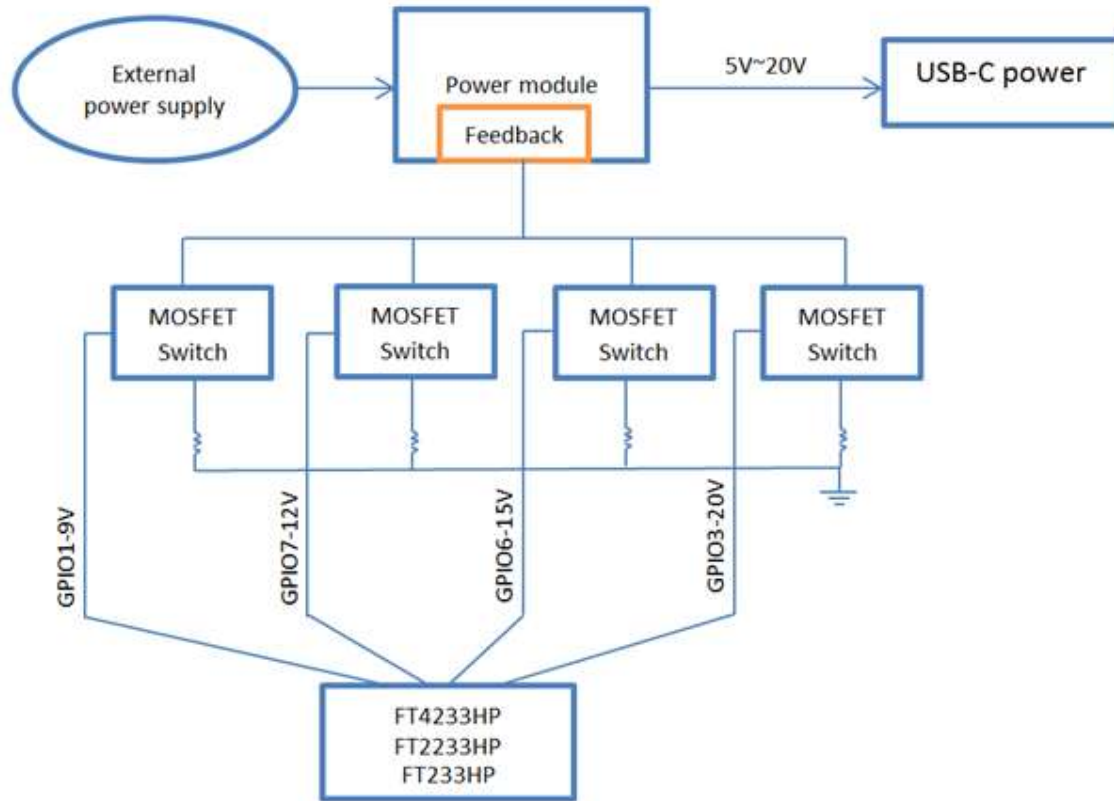 External
power supply
Power module
Feedback
5V~20V
USB-C power
MOSFET
Switch
MOSFET
Switch
MOSFET
Switch
MOSFET
Switch
GPIO1-9V
GPIO7-12V
GPIO6-15V
GPIO3-20V
FT4233HP
FT2233HP
FT233HP